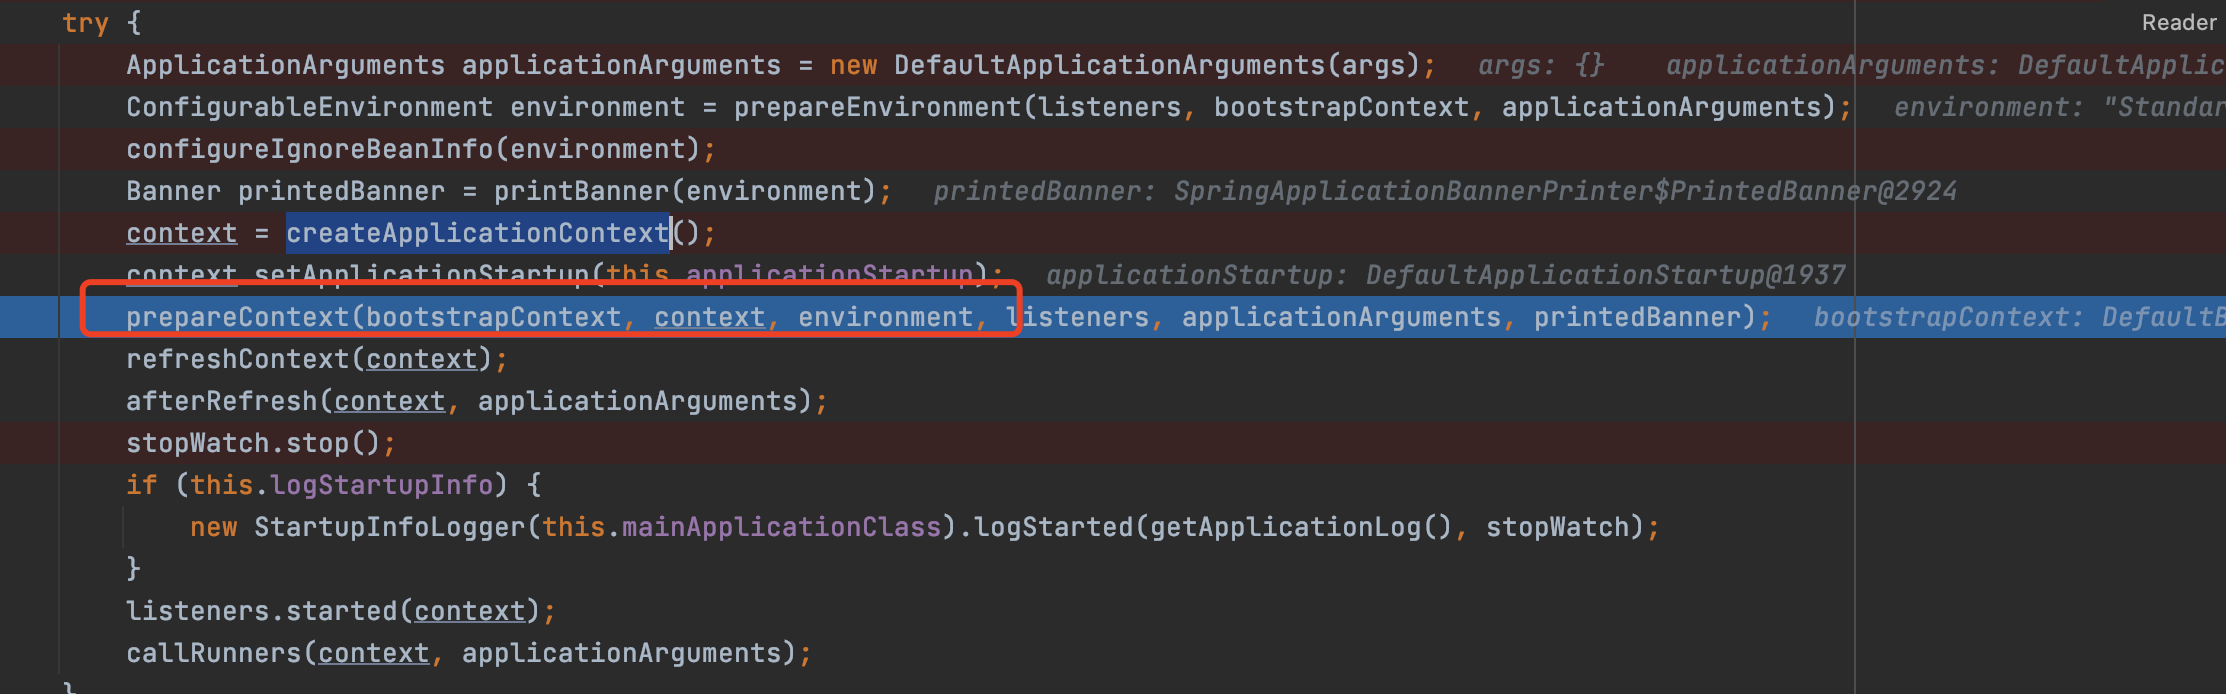 try {
Reader
ApplicationArguments applicationArguments = new DefaultApplicationArguments(args); args: {} applicationArguments: DefaultApplic
ConfigurableEnvironment environment = prepareEnvironment(listeners, bootstrapContext, applicationArguments); environment: "Standar
configureIgnoreBeanInfo(environment);
Banner printedBanner = printBanner(environment); printedBanner: SpringApplicationBannerPrinter$PrintedBanner@2924
context = createApplicationContext();
context.setApplicationStartup(this.applicationStartup); applicationStartup: DefaultApplicationStartup@1937
prepareContext(bootstrapContext, context, environment, listeners, applicationArguments, printedBanner); bootstrapContext: DefaultB
refreshContext(context);
afterRefresh(context, applicationArguments);
stopWatch.stop();
if (this.logStartupInfo) {
new StartupInfoLogger(this.mainApplicationClass).logStarted(getApplicationLog(), stopWatch);
}
listeners.started(context);
callRunners(context, applicationArguments);
}